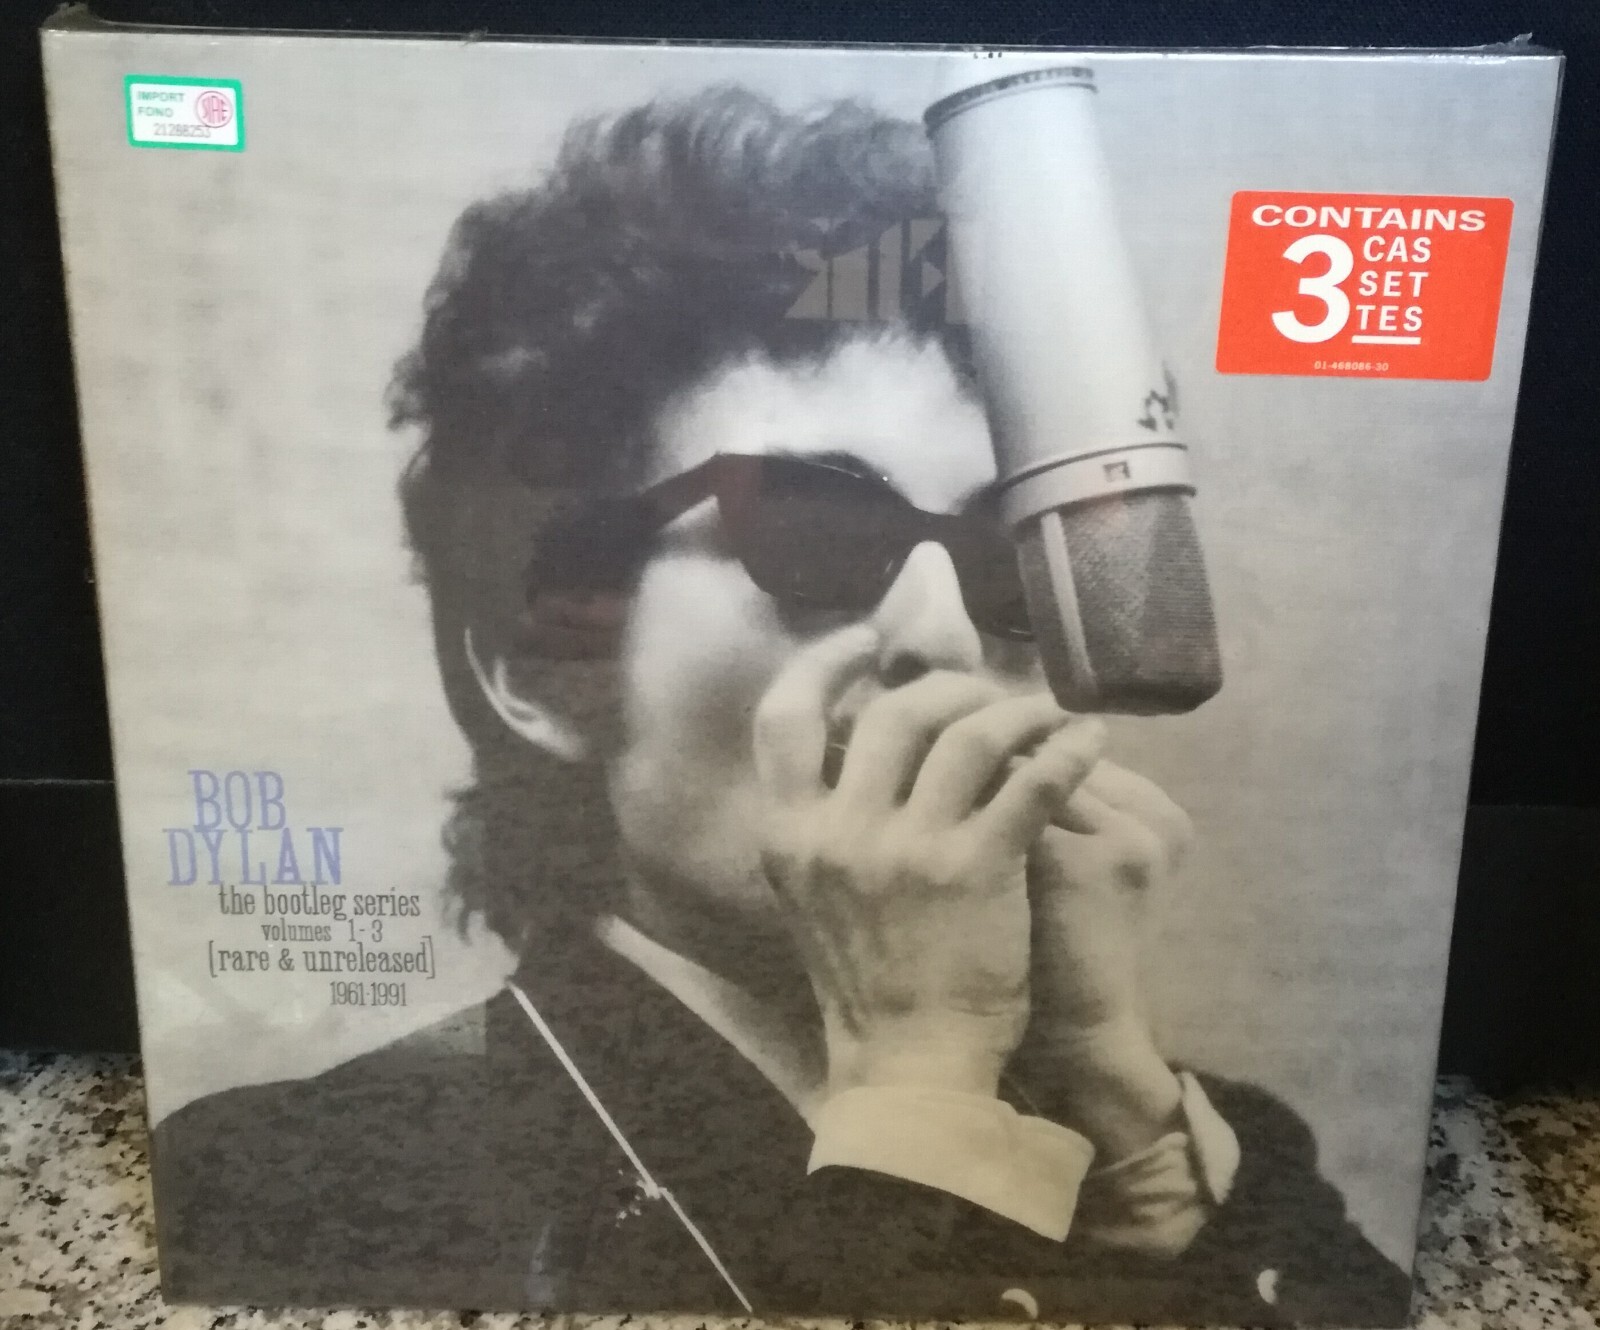 IMPORT
FONO
SIAE
21288253
CONTAINS
3 CAS
SET
TES
01-468086-30
BOB
DYLAN
the bootleg series
volumes 1-3
[rare & unreleased]
1961-1991